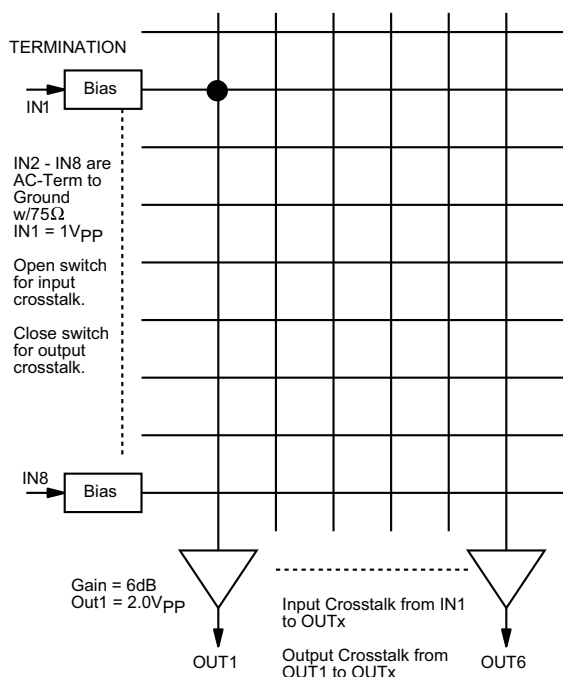 TERMINATION
Bias
IN1
IN2 - IN8 are
AC-Term to
Ground
w/75Ω
IN1 = 1VPP
Open switch
for input
crosstalk.
Close switch
for output
crosstalk.
IN8
Bias
Gain = 6dB
Out1 = 2.0VPP
Input Crosstalk from IN1
to OUTx
OUT1
Output Crosstalk from
OUT1 to OUTx
OUT6